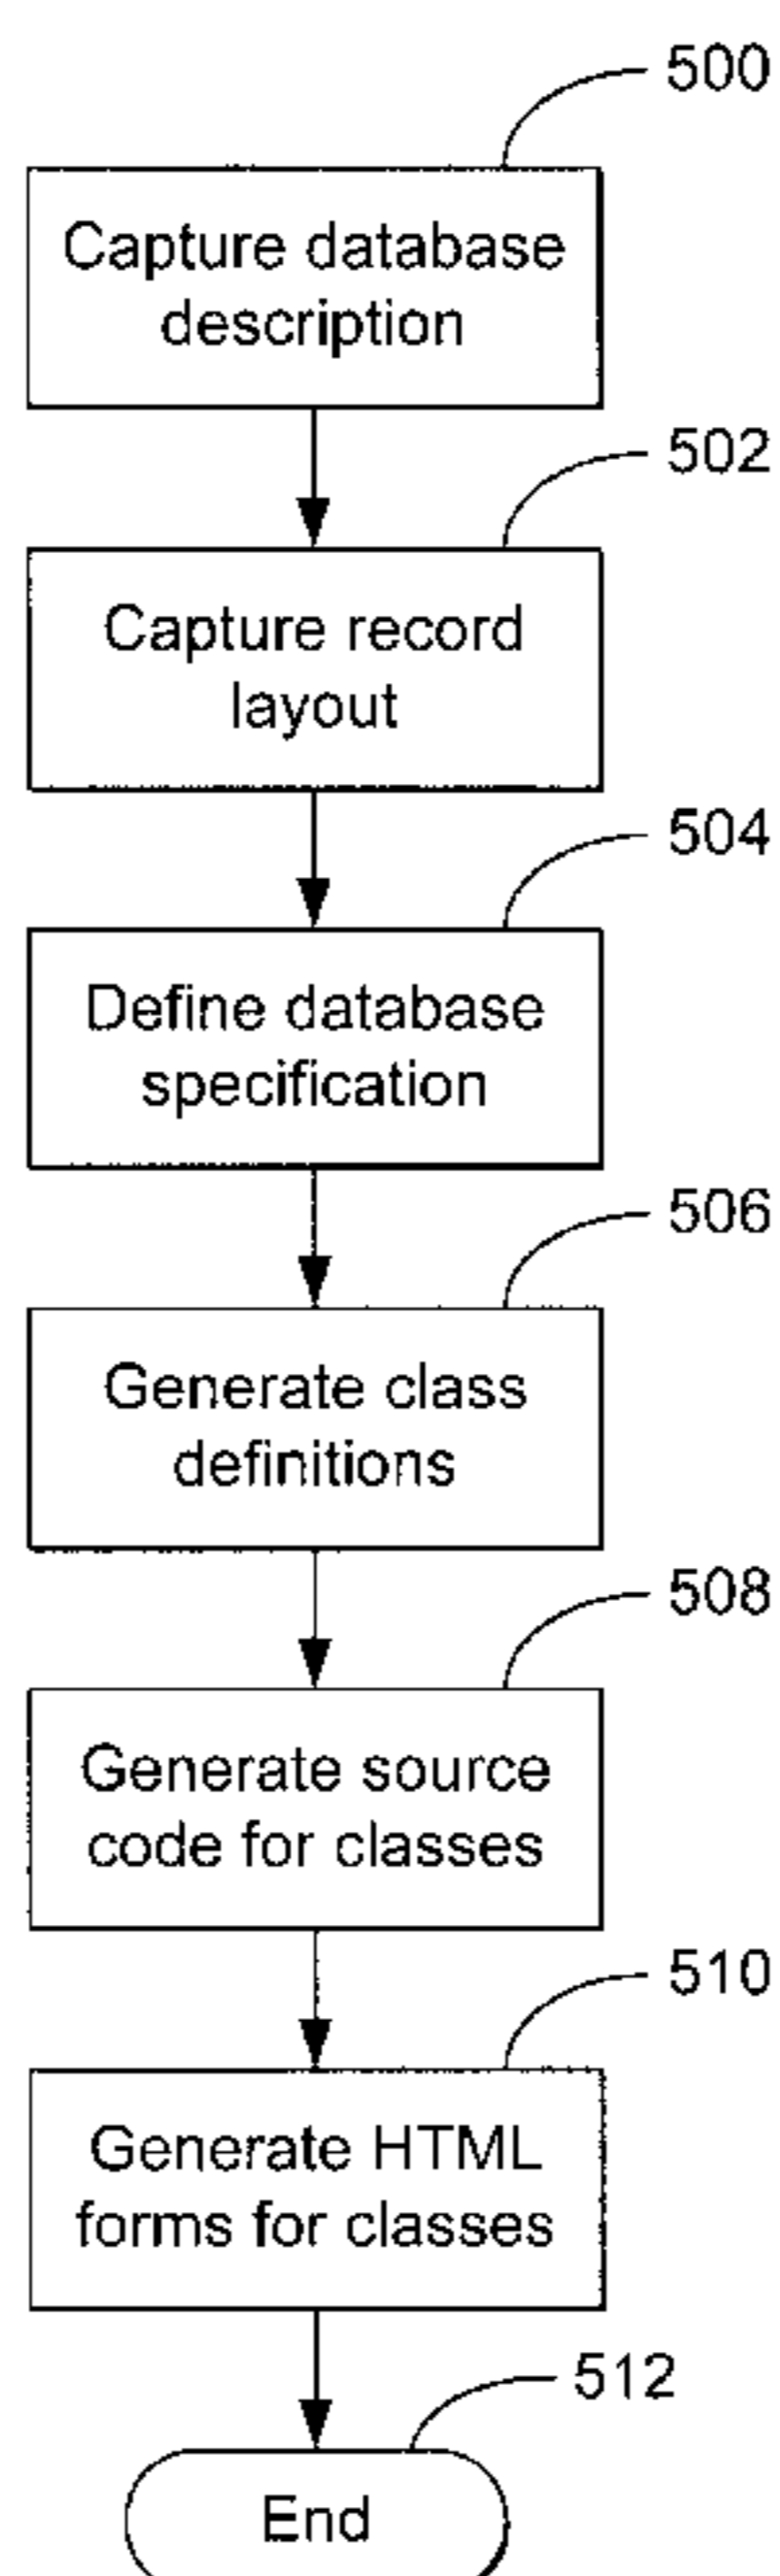 500
Capture database
description
502
Capture record
layout
504
Define database
specification
506
Generate class
definitions
508
Generate source
code for classes
510
Generate HTML
forms for classes
512
End